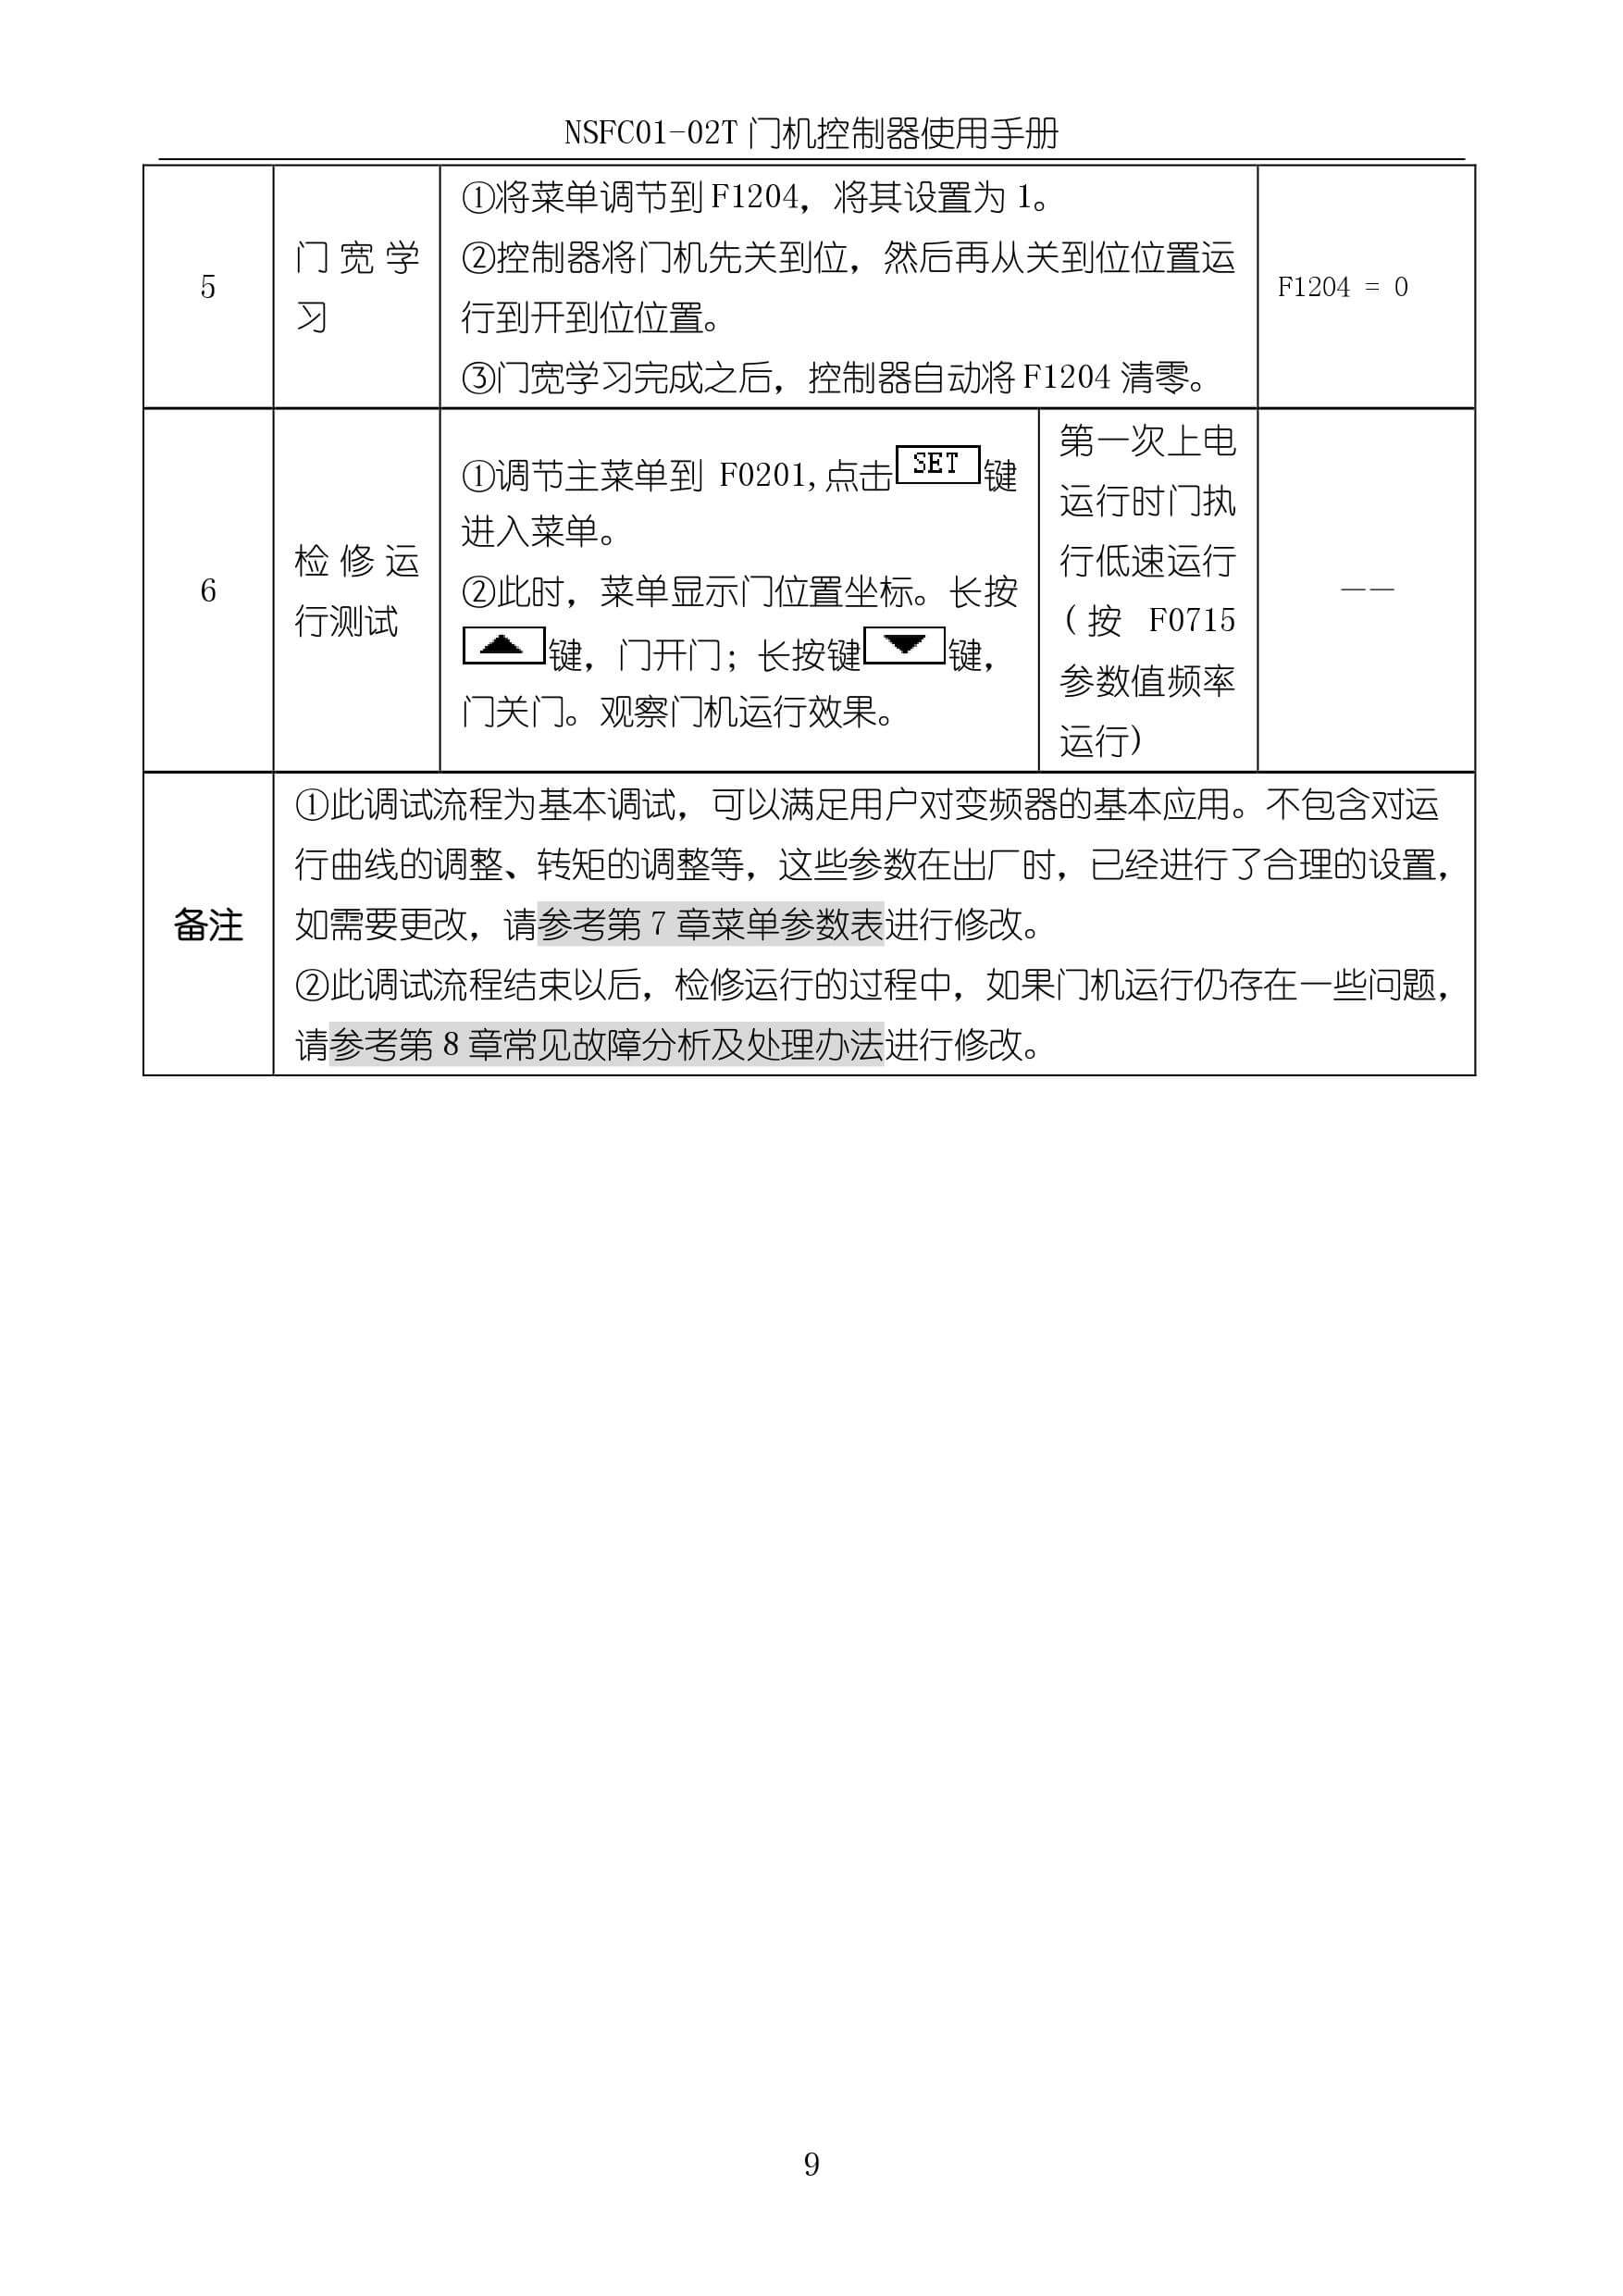 NSFC01-02T 门机控制器使用手册
5
门宽学
习
①将菜单调节到 F1204，将其设置为 1。
②控制器将门机先关到位，然后再从关到位位置运
行到开到位位置。
③门宽学习完成之后，控制器自动将 F1204 清零。
F1204 = 0
6
检修运
行测试
①调节主菜单到 F0201,点击 SET 键
进入菜单。
②此时，菜单显示门位置坐标。长按
▲键，门开门；长按键▼键，
门关门。观察门机运行效果。
第一次上电
运行时门执
行低速运行
(按 F0715
参数值频率
运行)
——
备注
①此调试流程为基本调试，可以满足用户对变频器的基本应用。不包含对运
行曲线的调整、转矩的调整等，这些参数在出厂时，已经进行了合理的设置，
如需要更改，请参考第 7 章菜单参数表进行修改。
②此调试流程结束以后，检修运行的过程中，如果门机运行仍存在一些问题，
请参考第 8 章常见故障分析及处理办法进行修改。
9